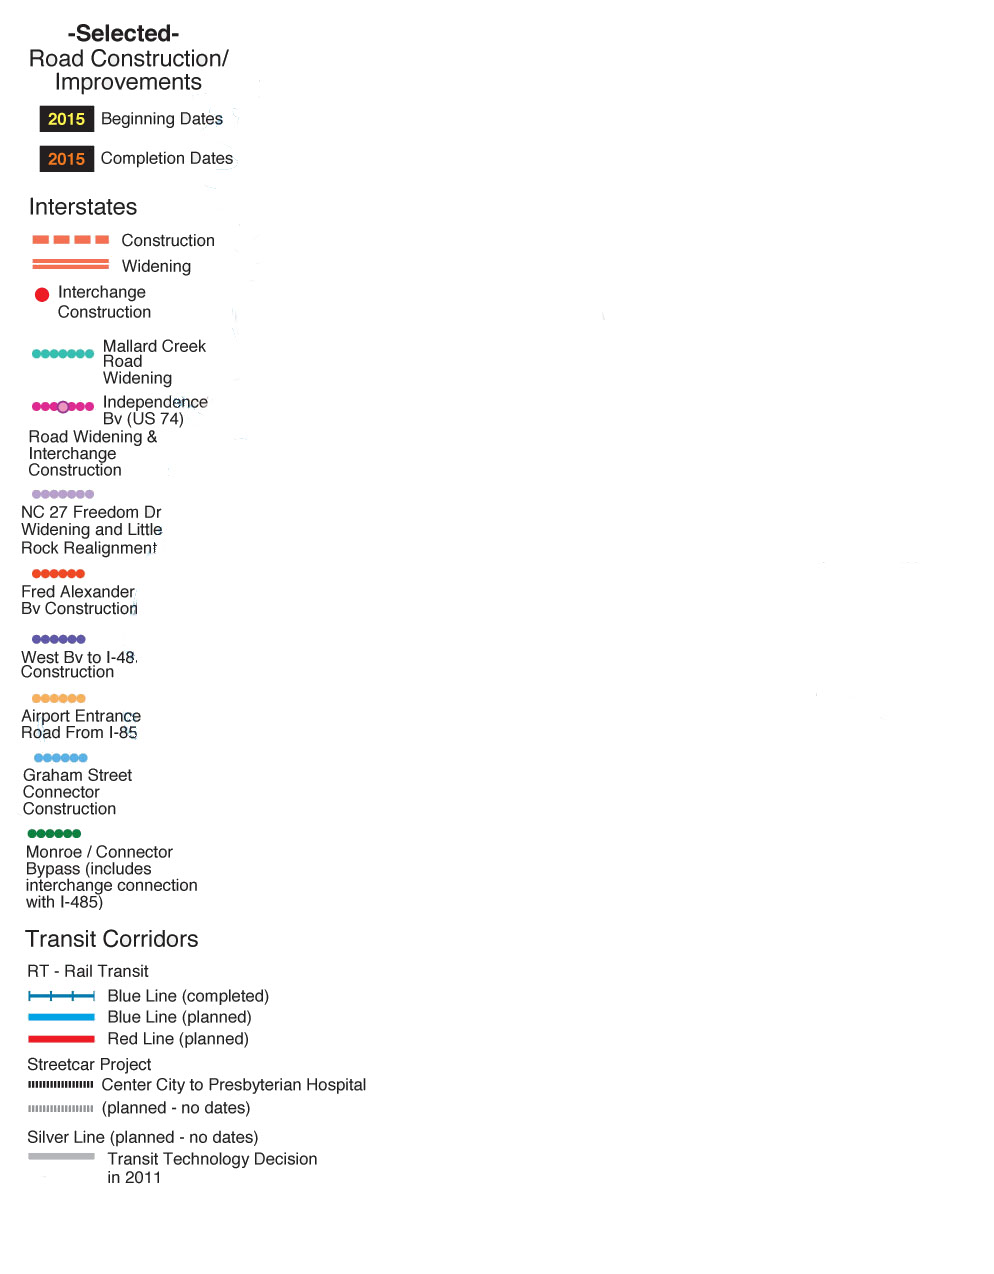 -Selected-
Road Construction/
Improvements
2015 Beginning Dates
2015 Completion Dates
Interstates
Construction
Widening
Interchange
Construction
Mallard Creek
Road
Widening
Independence
Bv (US 74)
Road Widening &
Interchange
Construction
NC 27 Freedom Dr
Widening and Little
Rock Realignment
Fred Alexander
Bv Construction
West Bv to I-48
Construction
Airport Entrance
Road From I-85
Graham Street
Connector
Construction
Monroe / Connector
Bypass (includes
interchange connection
with I-485)
Transit Corridors
RT - Rail Transit
Blue Line (completed)
Blue Line (planned)
Red Line (planned)
Streetcar Project
Center City to Presbyterian Hospital
(planned - no dates)
Silver Line (planned - no dates)
Transit Technology Decision
in 2011